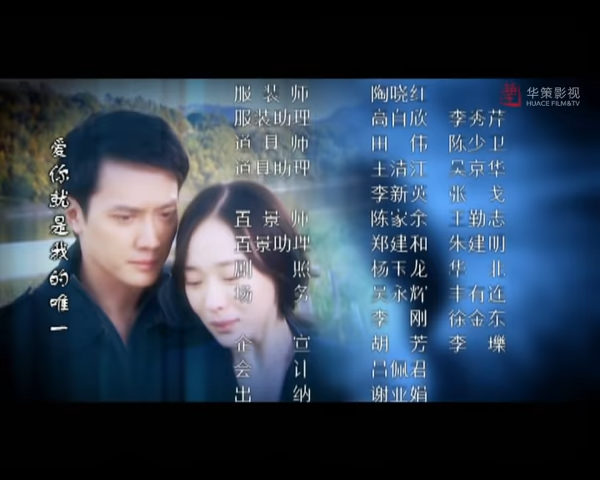 华策影视
HUACE FILM&TV
爱你就是我的唯一
服装师 陶晓红
服装助理 高自欣 李秀芹
道具师 田伟 陈少卫
道具助理 王清江 吴京华
李新英 张戈
置景师 陈家余 王勤志
置景助理 郑建和 朱建明
剧照 杨玉龙 华北
场务 吴永辉 丰有连
李刚 徐金东
企宣 胡芳 李
会计 吕佩君
出纳 谢亚娟